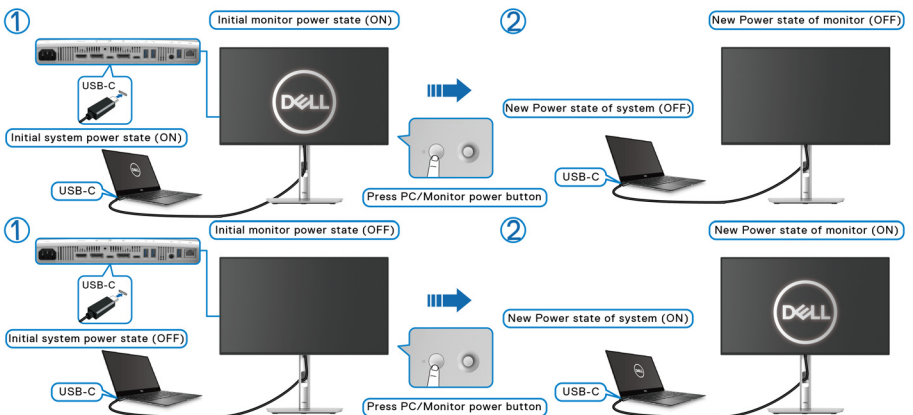 ①
Initial monitor power state (ON)
②
New Power state of monitor (OFF)
USB-C
DELL
New Power state of system (OFF)
Initial system power state (ON)
DELL
USB-C
USB-C
Press PC/Monitor power button
①
Initial monitor power state (OFF)
②
New Power state of monitor (ON)
USB-C
DELL
New Power state of system (ON)
Initial system power state (OFF)
DELL
USB-C
USB-C
Press PC/Monitor power button